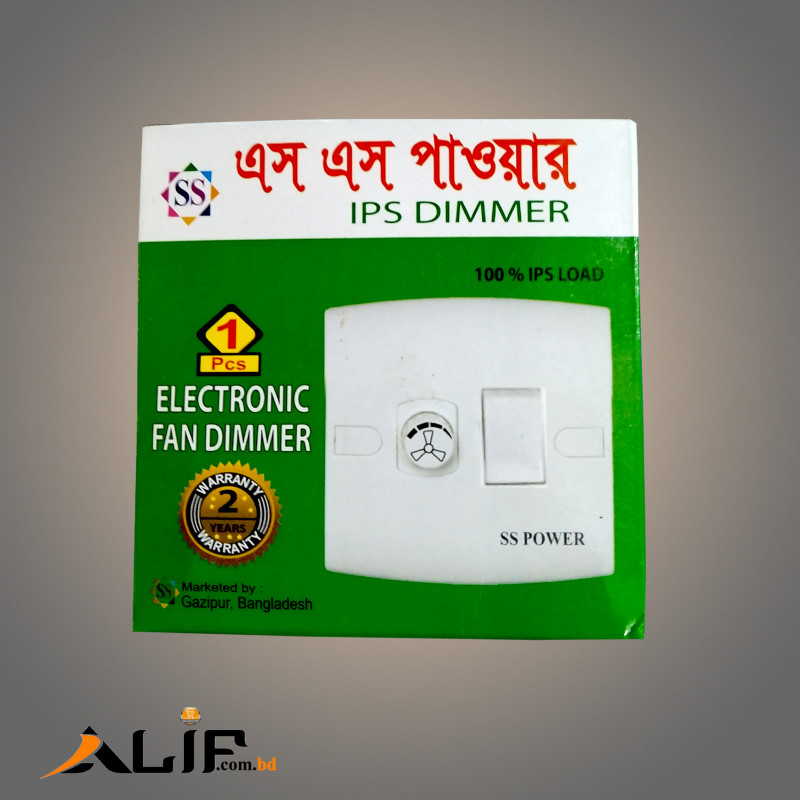 SS
এস এস পাওয়ার
IPS DIMMER
100 % IPS LOAD
1
Pcs
ELECTRONIC
FAN DIMMER
WARRANTY
2
YEARS
WARRANTY
SS POWER
SS
Marketed by :
Gazipur, Bangladesh
ALIF.com.bd